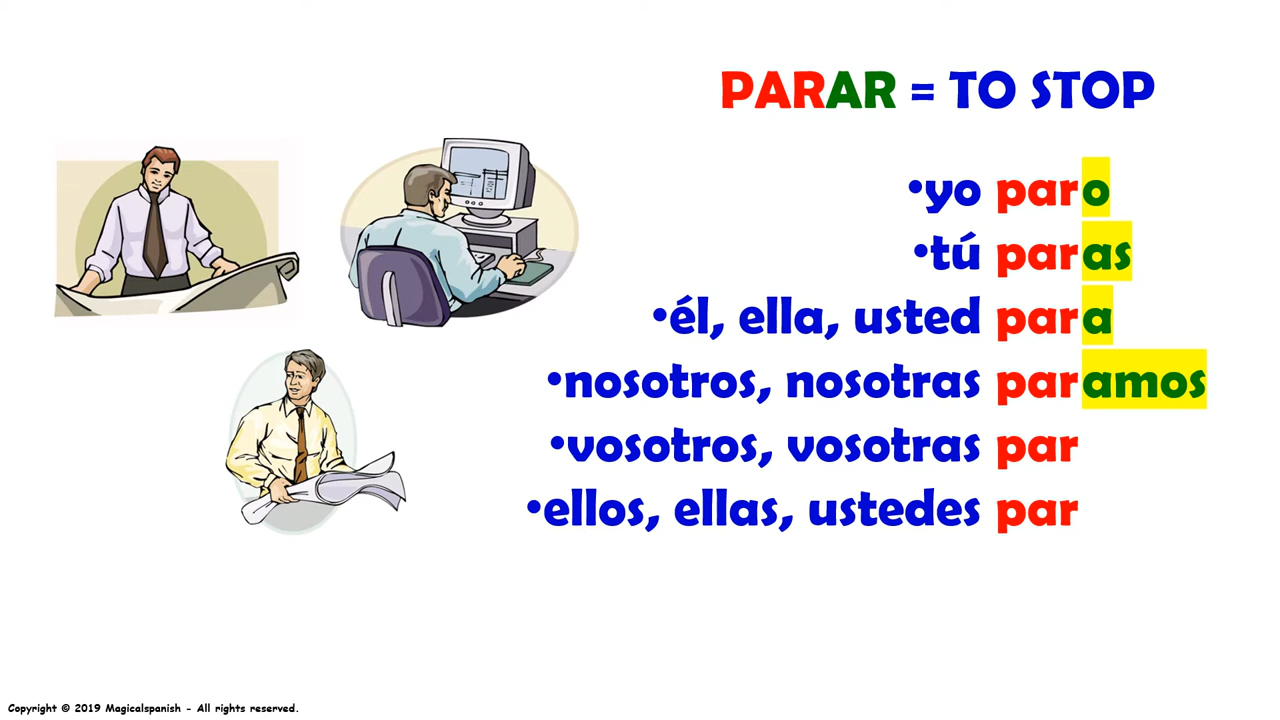 PARAR = TO STOP
•yo paro
•tú paras
•él, ella, usted para
•nosotros, nosotras paramos
•vosotros, vosotras par
•ellos, ellas, ustedes par
Copyright © 2019 Magicalspanish - All rights reserved.